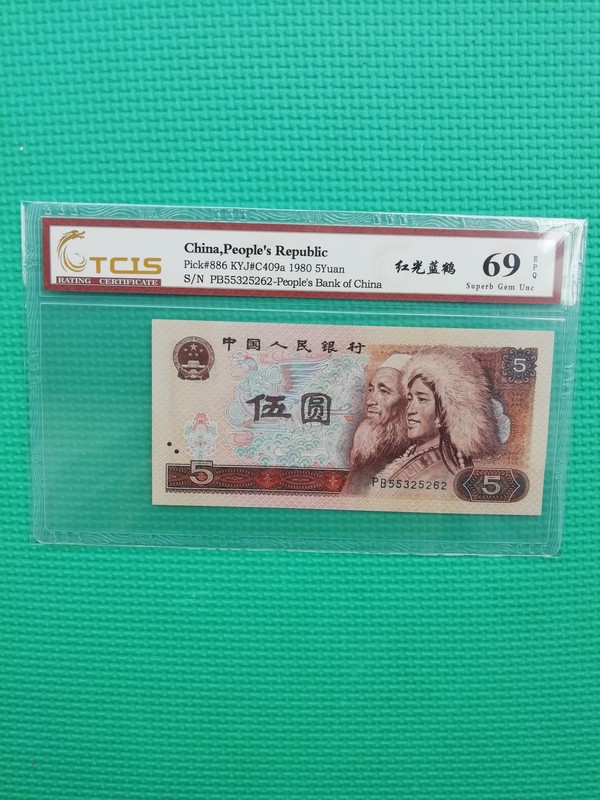 TCIS
RATING CERTIFICATE
China,People's Republic
Pick#886 KYJ#C409a 1980 5Yuan
S/N PB55325262-People's Bank of China
红光蓝鹤
69
EPQ
Superb Gem Unc
中国人民银行
5
伍圆
PB55325262
5
5